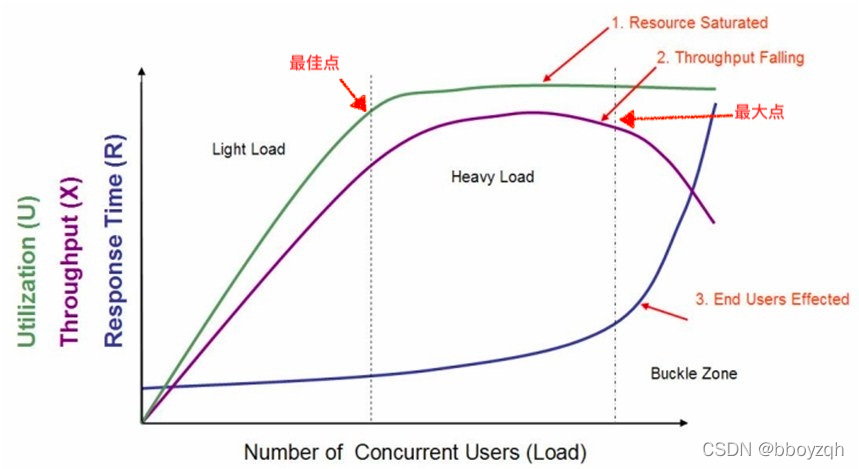 1. Resource Saturated
2. Throughput Falling
最佳点
最大点
Light Load
Heavy Load
Utilization (U)
Throughput (X)
Response Time (R)
3. End Users Effected
Buckle Zone
Number of Concurrent Users (Load)
CSDN @bboyzqh